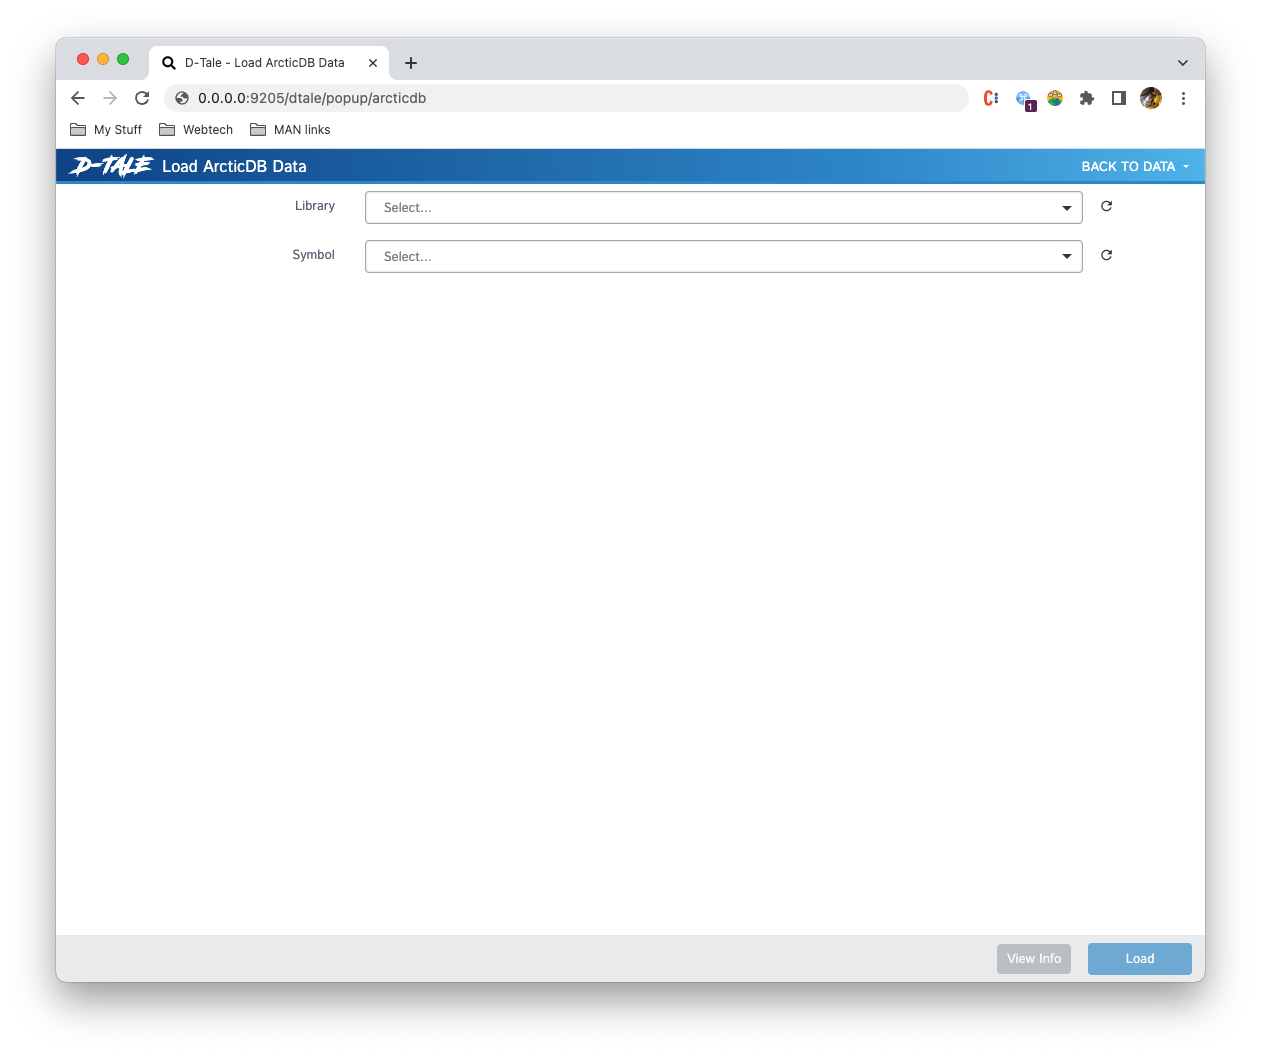 D-Tale - Load ArcticDB Data
0.0.0.0:9205/dtale/popup/arcticdb
1
My Stuff Webtech MAN links
D-TALE Load ArcticDB Data BACK TO DATA
Library Select...
Symbol Select...
View Info Load